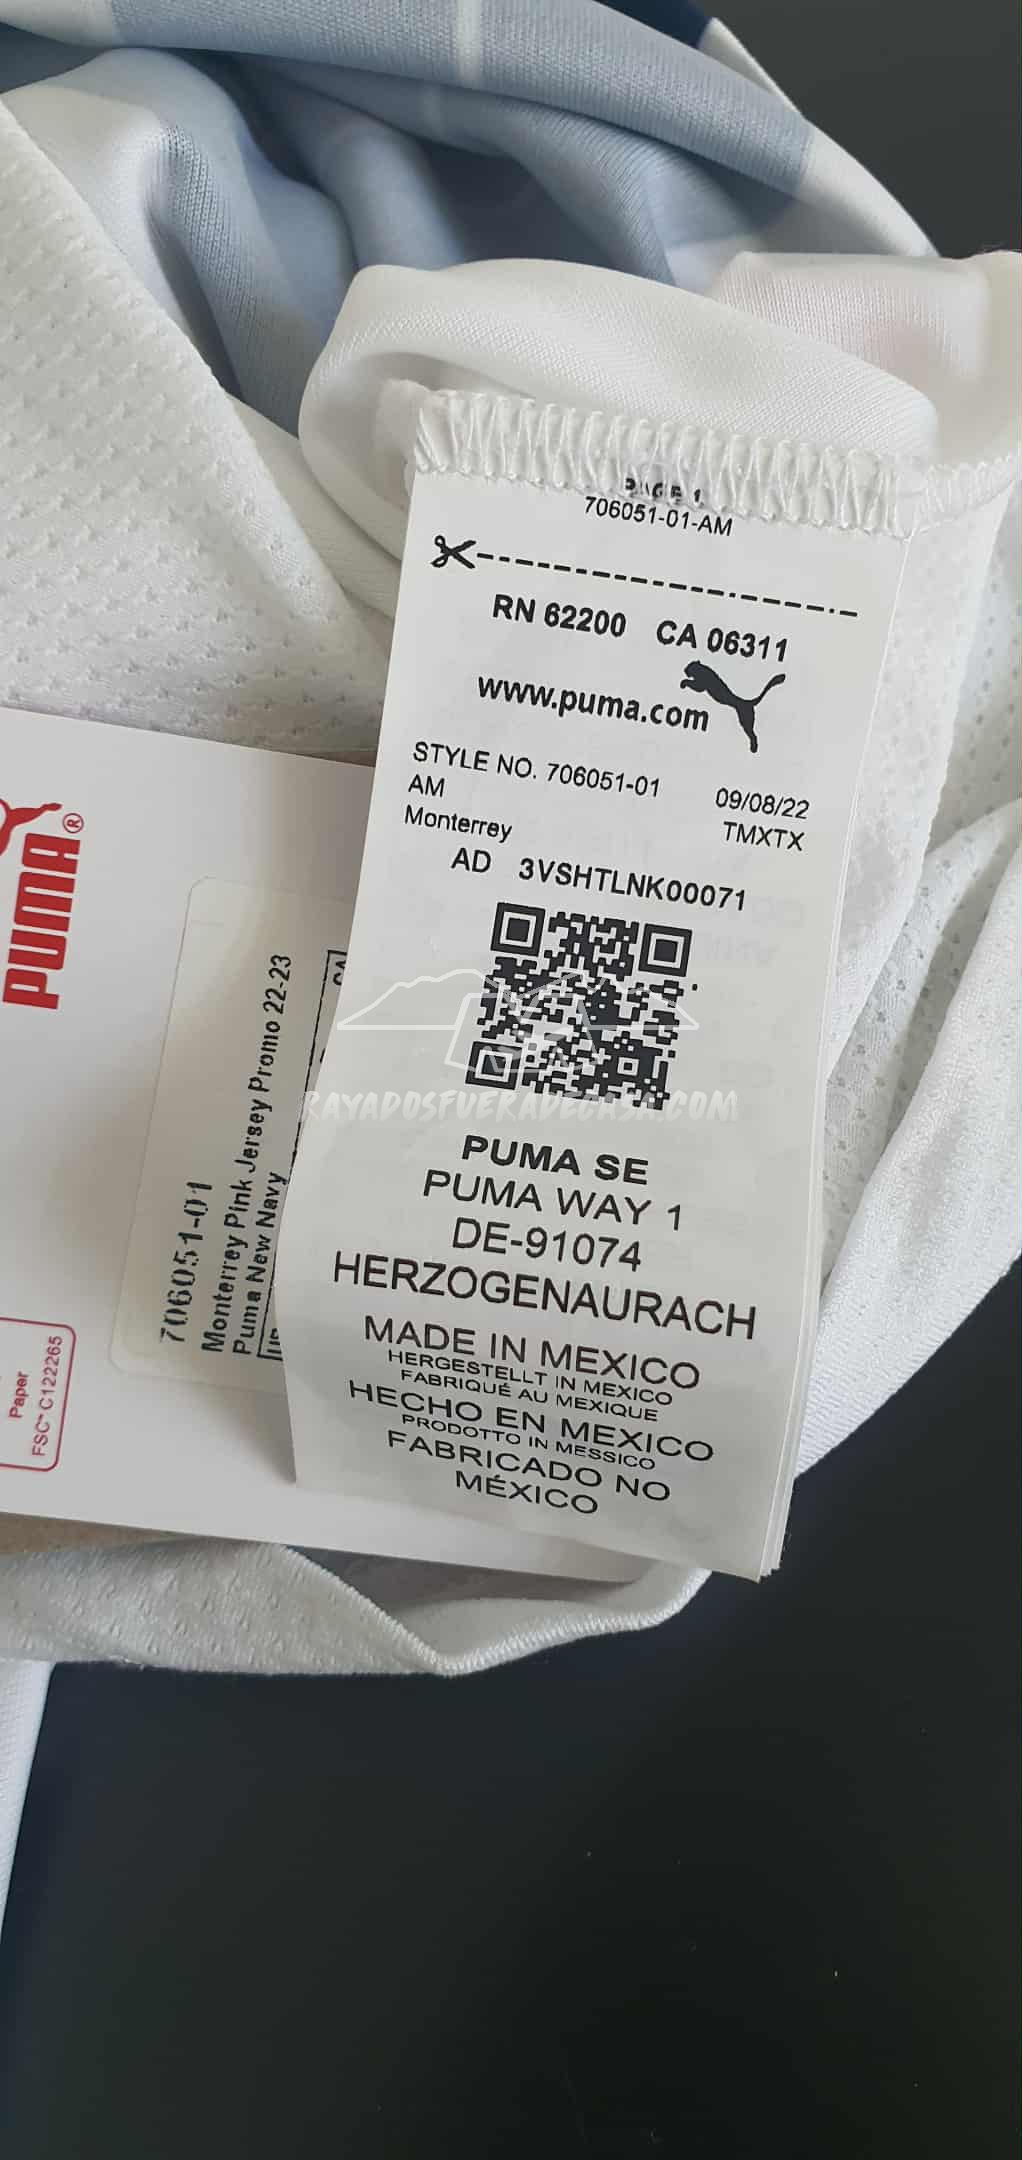 PAGE 1
706051-01-AM
RN 62200 CA 06311
www.puma.com
STYLE NO. 706051-01 09/08/22
AM TMXTX
Monterrey
AD 3VSHTLNK00071
RAYADOSFUERADECASA.COM
PUMA SE
PUMA WAY 1
DE-91074
HERZOGENAURACH
MADE IN MEXICO
HERGESTELLT IN MEXICO
FABRIQUÉ AU MEXIQUE
HECHO EN MEXICO
PRODOTTO IN MESSICO
FABRICADO NO
MÉXICO
PUMA®
706051-01
Monterrey Pink Jersey Promo 22-23
Puma New Navy
Paper
FSC™ C122265